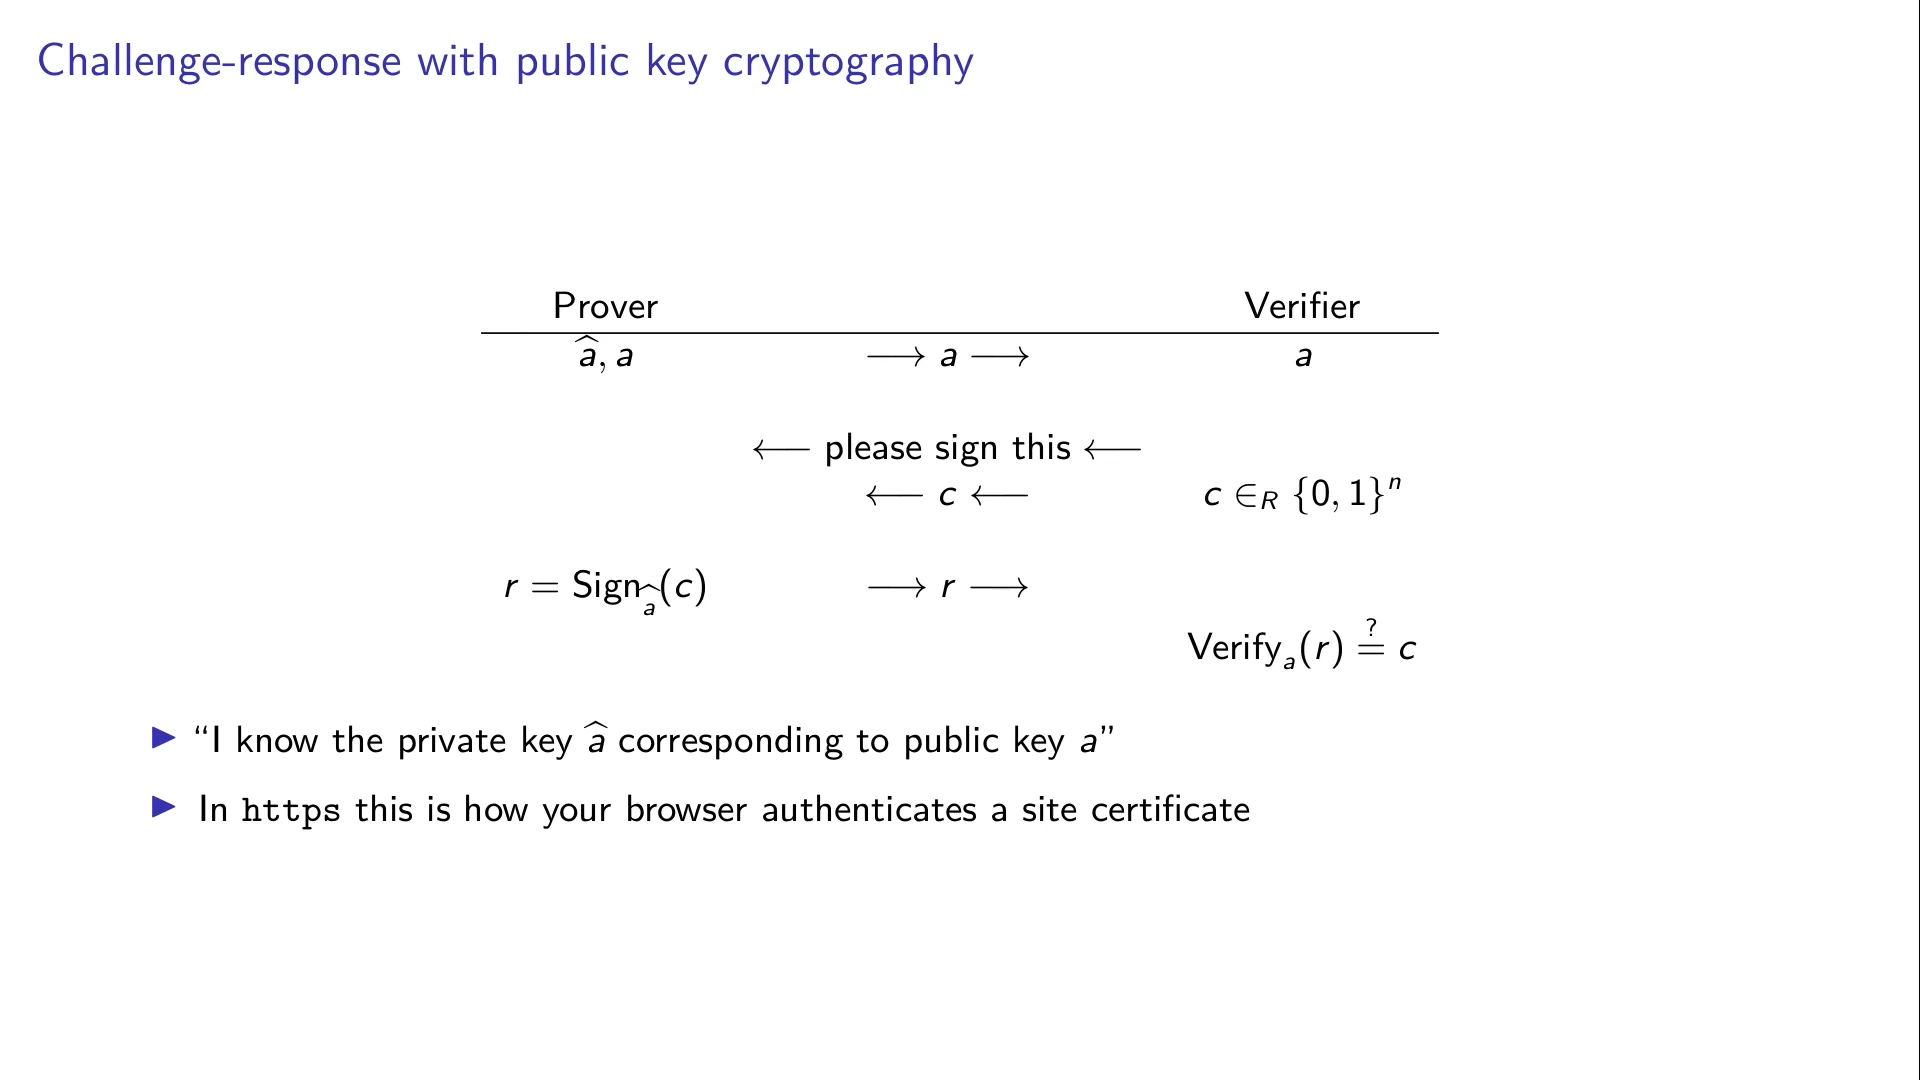 Challenge-response with public key cryptography
Prover Verifier
â, a ⟶ a ⟶ a
⟵ please sign this ⟵
⟵ c ⟵ c ∈_R {0, 1}^n
r = Sign_â(c) ⟶ r ⟶
Verify_a(r) ≟ c
▶ “I know the private key â corresponding to public key a”
▶ In https this is how your browser authenticates a site certificate